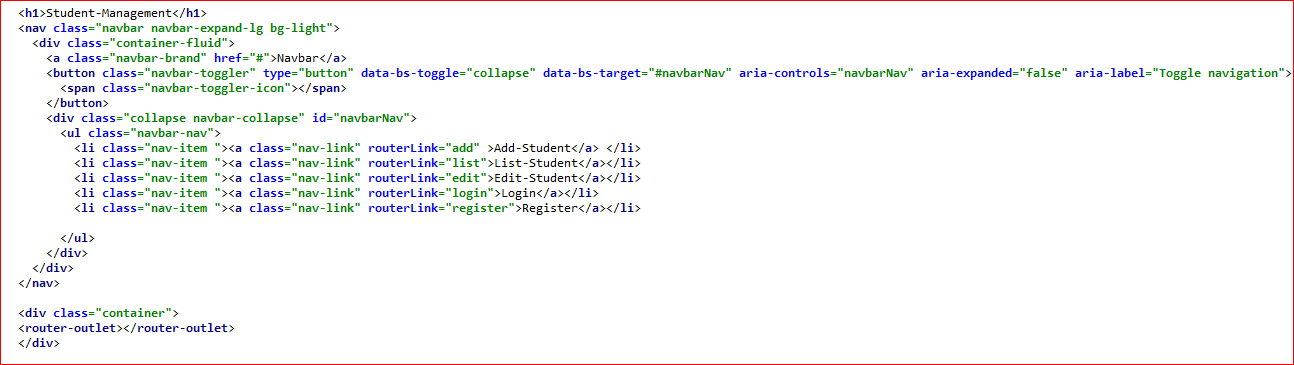 <h1>Student-Management</h1>
<nav class="navbar navbar-expand-lg bg-light">
  <div class="container-fluid">
    <a class="navbar-brand" href="#">Navbar</a>
    <button class="navbar-toggler" type="button" data-bs-toggle="collapse" data-bs-target="#navbarNav" aria-controls="navbarNav" aria-expanded="false" aria-label="Toggle navigation">
      <span class="navbar-toggler-icon"></span>
    </button>
    <div class="collapse navbar-collapse" id="navbarNav">
      <ul class="navbar-nav">
        <li class="nav-item "><a class="nav-link" routerLink="add" >Add-Student</a> </li>
        <li class="nav-item "><a class="nav-link" routerLink="list">List-Student</a></li>
        <li class="nav-item "><a class="nav-link" routerLink="edit">Edit-Student</a></li>
        <li class="nav-item "><a class="nav-link" routerLink="login">Login</a></li>
        <li class="nav-item "><a class="nav-link" routerLink="register">Register</a></li>

      </ul>
    </div>
  </div>
</nav>

<div class="container">
<router-outlet></router-outlet>
</div>